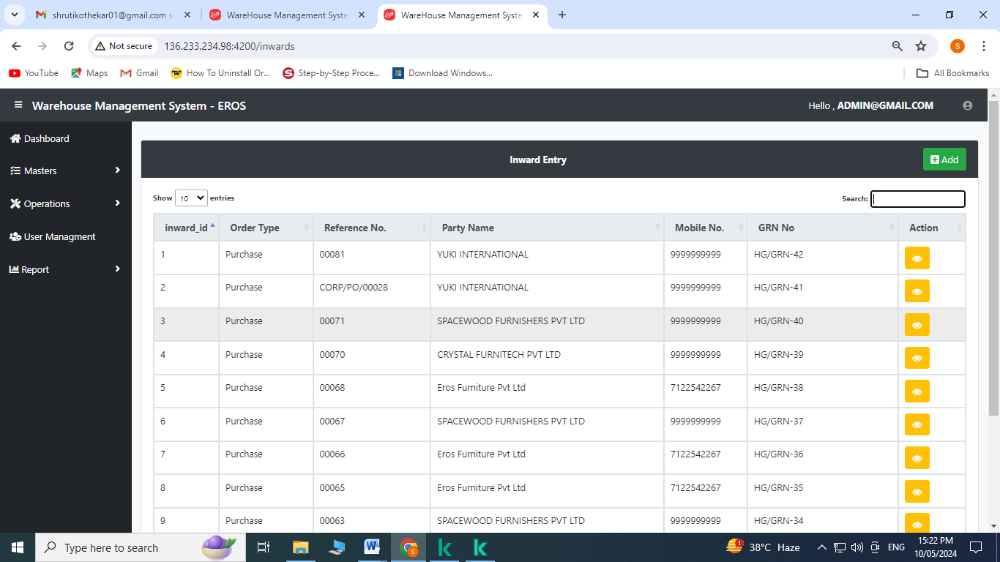 shrutikothekar01@gmail.com se
WareHouse Management Syste
WareHouse Management Syste
Not secure
136.233.234.98:4200/inwards
S
YouTube
Maps
Gmail
How To Uninstall Or...
Step-by-Step Proce...
Download Windows...
All Bookmarks
Warehouse Management System - EROS
Hello , ADMIN@GMAIL.COM
Dashboard
Masters
Operations
User Managment
Report
Inward Entry
Add
Show 10 entries
Search:
inward_id Order Type Reference No. Party Name Mobile No. GRN No Action
1 Purchase 00081 YUKI INTERNATIONAL 9999999999 HG/GRN-42
2 Purchase CORP/PO/00028 YUKI INTERNATIONAL 9999999999 HG/GRN-41
3 Purchase 00071 SPACEWOOD FURNISHERS PVT LTD 9999999999 HG/GRN-40
4 Purchase 00070 CRYSTAL FURNITECH PVT LTD 9999999999 HG/GRN-39
5 Purchase 00068 Eros Furniture Pvt Ltd 7122542267 HG/GRN-38
6 Purchase 00067 SPACEWOOD FURNISHERS PVT LTD 9999999999 HG/GRN-37
7 Purchase 00066 Eros Furniture Pvt Ltd 7122542267 HG/GRN-36
8 Purchase 00065 Eros Furniture Pvt Ltd 7122542267 HG/GRN-35
9 Purchase 00063 SPACEWOOD FURNISHERS PVT LTD 9999999999 HG/GRN-34
Type here to search
38°C Haze
ENG
15:22 PM
10/05/2024